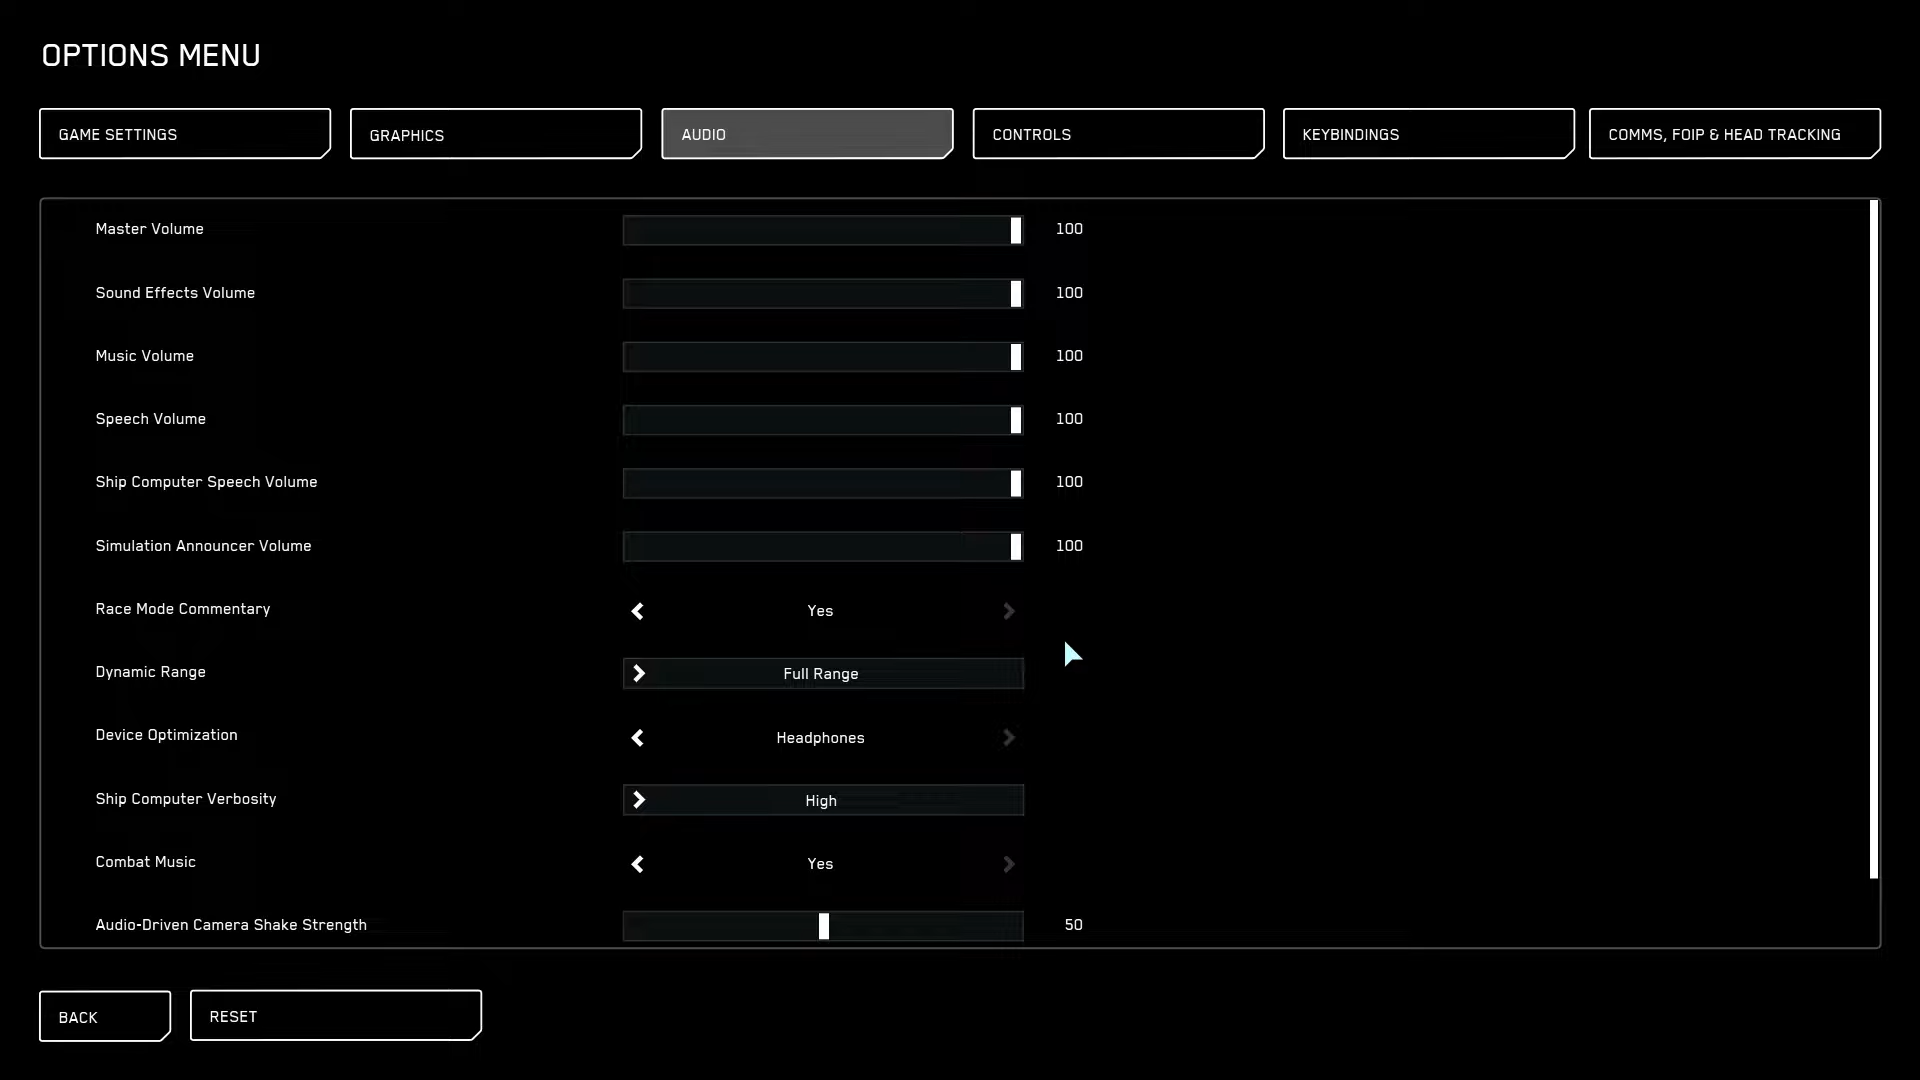 OPTIONS MENU
GAME SETTINGS
GRAPHICS
AUDIO
CONTROLS
KEYBINDINGS
COMMS, FOIP & HEAD TRACKING
Master Volume 100
Sound Effects Volume 100
Music Volume 100
Speech Volume 100
Ship Computer Speech Volume 100
Simulation Announcer Volume 100
Race Mode Commentary Yes
Dynamic Range Full Range
Device Optimization Headphones
Ship Computer Verbosity High
Combat Music Yes
Audio-Driven Camera Shake Strength 50
BACK
RESET